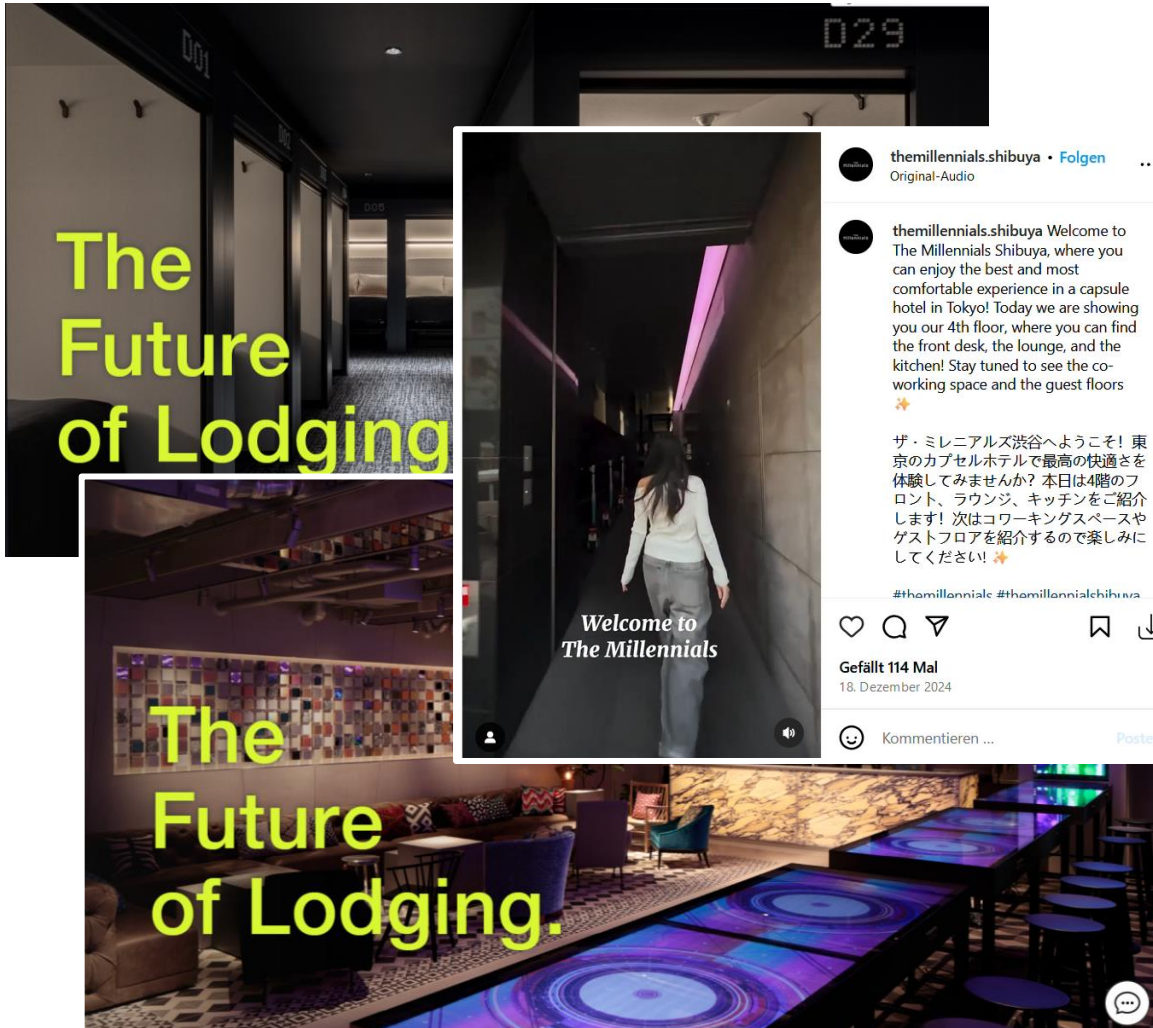 D01
D02
D05
D29
The
Future
of Lodging
The
Future
of Lodging.
Welcome to
The Millennials
themillennials.shibuya • Folgen
Original-Audio
themillennials.shibuya Welcome to
The Millennials Shibuya, where you
can enjoy the best and most
comfortable experience in a capsule
hotel in Tokyo! Today we are showing
you our 4th floor, where you can find
the front desk, the lounge, and the
kitchen! Stay tuned to see the co-
working space and the guest floors
✨
ザ・ミレニアルズ渋谷へようこそ！東
京のカプセルホテルで最高の快適さを
体験してみませんか？本日は4階のフ
ロント、ラウンジ、キッチンをご紹介
します！次はコワーキングスペースや
ゲストフロアを紹介するので楽しみに
してください！✨
#themillennials #themillennialshibuya
Gefällt 114 Mal
18. Dezember 2024
Kommentieren ...
Poste